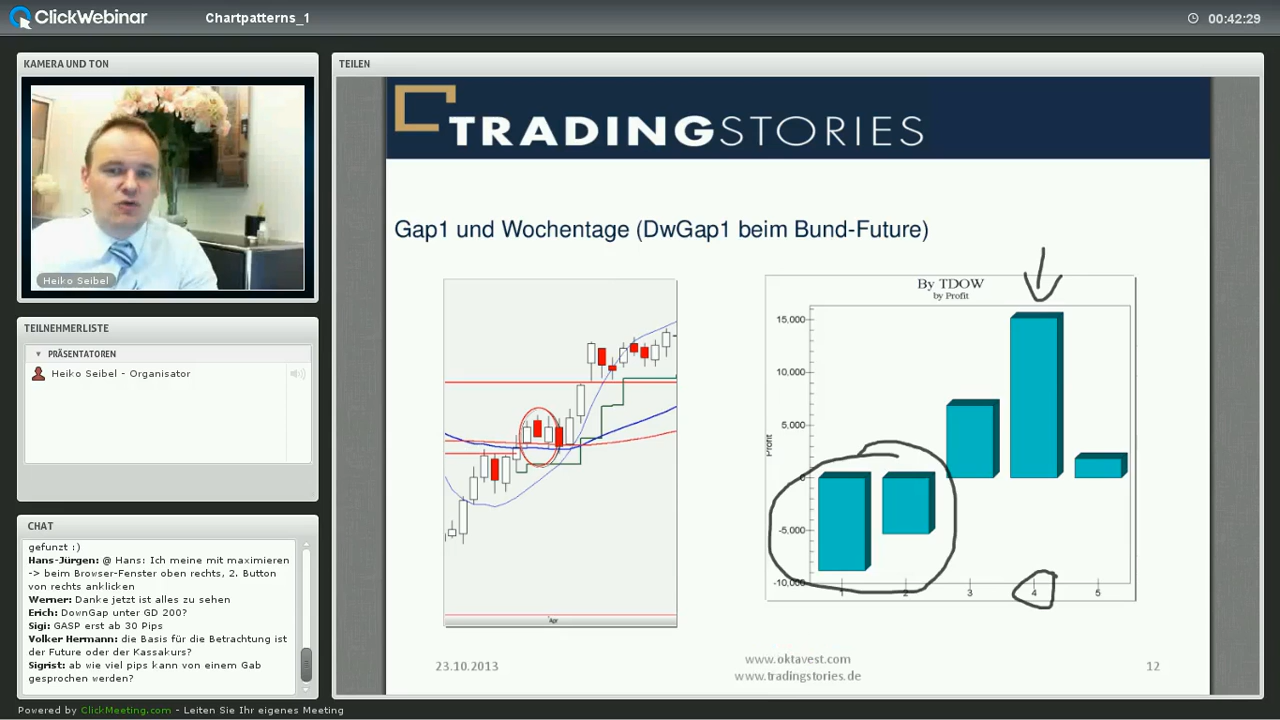 ClickWebinar
Chartpatterns_1
00:42:29
KAMERA UND TON
Heiko Seibel
TEILNEHMERLISTE
PRÄSENTATOREN
Heiko Seibel - Organisator
CHAT
gefunzt :)
Hans-Jürgen: @ Hans: Ich meine mit maximieren
-> beim Browser-Fenster oben rechts, 2. Button
von rechts anklicken
Werner: Danke jetzt ist alles zu sehen
Erich: DownGap unter GD 200?
Sigi: GASP erst ab 30 Pips
Volker Hermann: die Basis für die Betrachtung ist
der Future oder der Kassakurs?
Sigrist: ab wie viel pips kann von einem Gab
gesprochen werden?
TEILEN
TRADINGSTORIES
Gap1 und Wochentage (DwGap1 beim Bund-Future)
Apr
By TDOW
by Profit
Profit
15,000
10,000
5,000
0
-5,000
-10,000
1 2 3 4 5
23.10.2013
www.oktavest.com
www.tradingstories.de
12
Powered by ClickMeeting.com - Leiten Sie Ihr eigenes Meeting